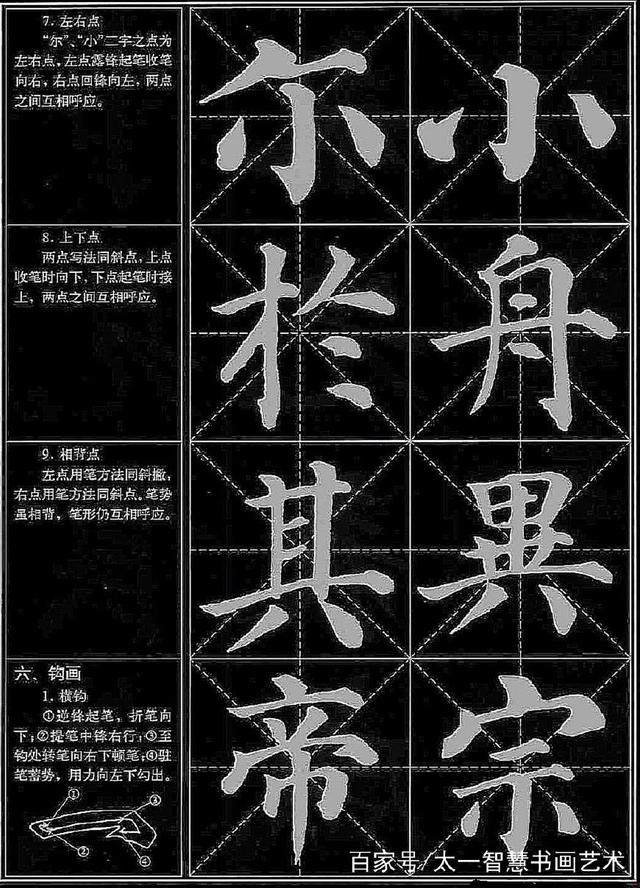 7. 左右点
“尔”、“小”二字之点为
左右点，左点露锋起笔收笔
向右，右点回锋向左，两点
之间互相呼应。
尔 小
8. 上下点
两点写法同斜点，上点
收笔时向下，下点起笔时接
上，两点之间互相呼应。
於 舟
9. 相背点
左点用笔方法同斜撇，
右点用笔方法同斜点。笔势
虽相背，笔形仍互相呼应。
其 異
六、钩画
1. 横钩
①逆锋起笔，折笔向
下；②提笔中锋右行；③至
钩处转笔向右下顿笔；④驻
笔蓄势，用力向左下勾出。
① ③
② ④
帝 宗
百家号/太一智慧书画艺术